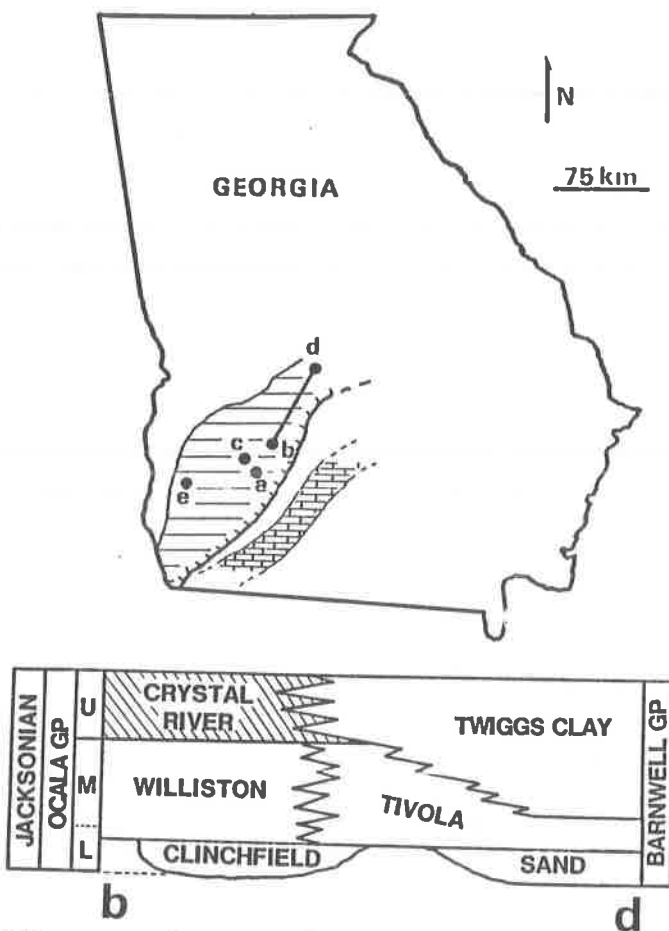 N
GEORGIA
75 km
d
c
b
a
e
JACKSONIAN
OCALA GP
U
M
L
CRYSTAL
RIVER
TWIGGS CLAY
WILLISTON
TIVOLA
CLINCHFIELD
SAND
BARNWELL GP
b
d